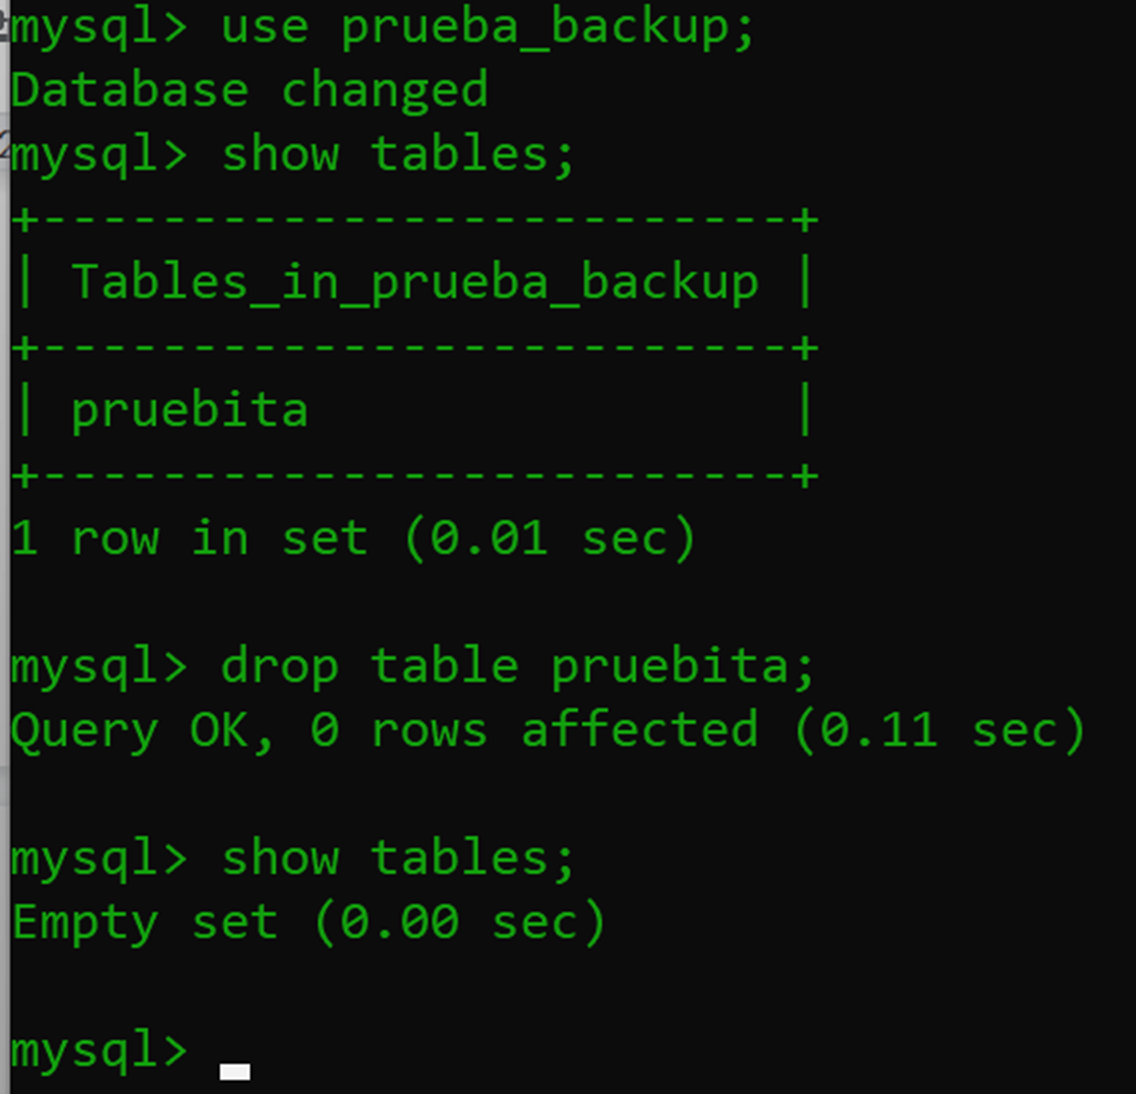 mysql> use prueba_backup;
Database changed
mysql> show tables;
+-------------------------+
| Tables_in_prueba_backup |
+-------------------------+
| pruebita                |
+-------------------------+
1 row in set (0.01 sec)

mysql> drop table pruebita;
Query OK, 0 rows affected (0.11 sec)

mysql> show tables;
Empty set (0.00 sec)

mysql>